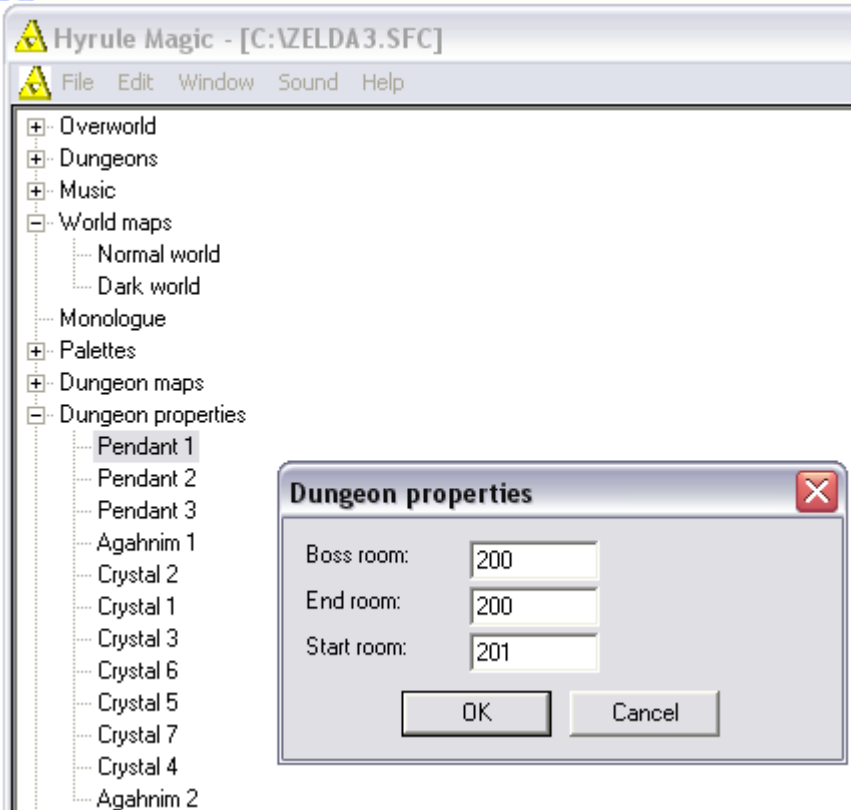 Hyrule Magic - [C:\ZELDA3.SFC]
File Edit Window Sound Help
Overworld
Dungeons
Music
World maps
Normal world
Dark world
Monologue
Palettes
Dungeon maps
Dungeon properties
Pendant 1
Pendant 2
Pendant 3
Agahnim 1
Crystal 2
Crystal 1
Crystal 3
Crystal 6
Crystal 5
Crystal 7
Crystal 4
Agahnim 2
Dungeon properties
Boss room: 200
End room: 200
Start room: 201
OK Cancel